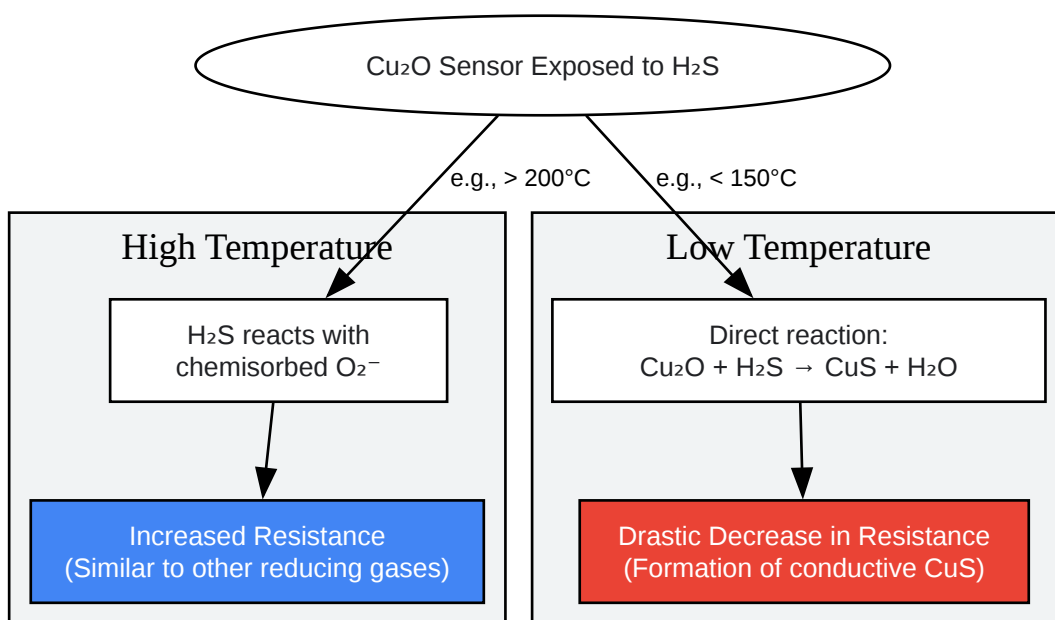 Cu₂O Sensor Exposed to H₂S
e.g., > 200°C
e.g., < 150°C
High Temperature
H₂S reacts with
chemisorbed O₂⁻
Increased Resistance
(Similar to other reducing gases)
Low Temperature
Direct reaction:
Cu₂O + H₂S → CuS + H₂O
Drastic Decrease in Resistance
(Formation of conductive CuS)